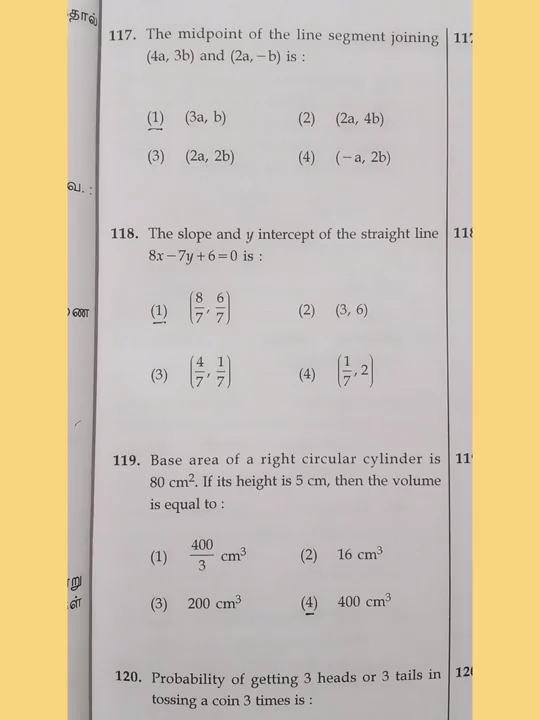 தால்
117. The midpoint of the line segment joining
(4a, 3b) and (2a, −b) is :
(1) (3a, b) (2) (2a, 4b)
(3) (2a, 2b) (4) (−a, 2b)
வ. :
118. The slope and y intercept of the straight line
8x − 7y + 6 = 0 is :
(1) (8/7, 6/7) (2) (3, 6)
ண
(3) (4/7, 1/7) (4) (1/7, 2)
119. Base area of a right circular cylinder is
80 cm². If its height is 5 cm, then the volume
is equal to :
(1) 400/3 cm³ (2) 16 cm³
று
(3) 200 cm³ (4) 400 cm³
ள்
120. Probability of getting 3 heads or 3 tails in
tossing a coin 3 times is :